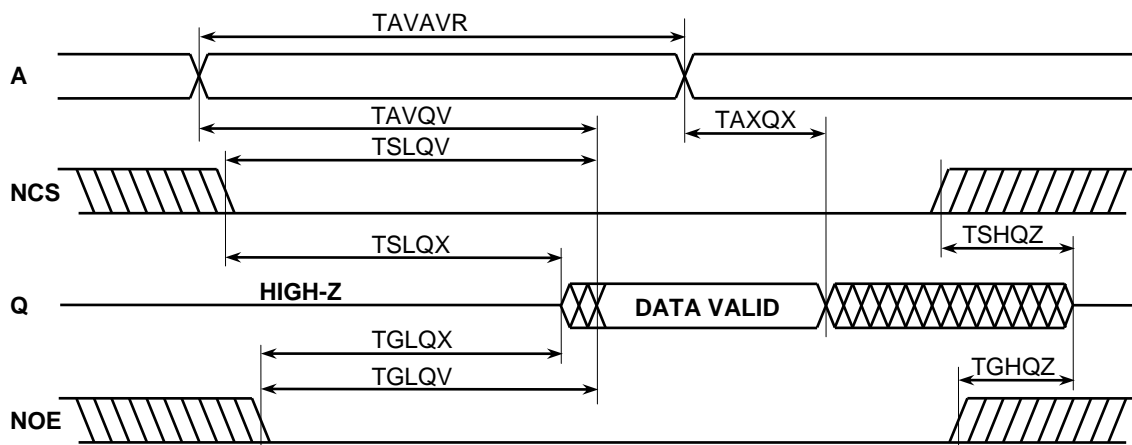 TAVAVR
A
TAVQV
TAXQX
TSLQV
NCS
TSLQX
TSHQZ
HIGH-Z
Q
DATA VALID
TGLQX
TGHQZ
TGLQV
NOE